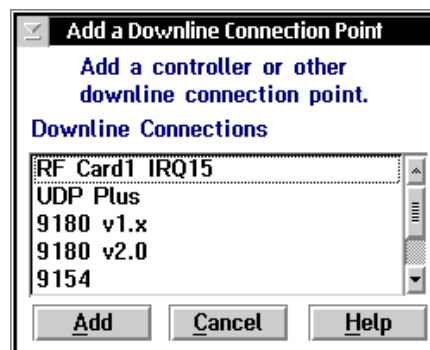 Add a Downline Connection Point
Add a controller or other
downline connection point.
Downline Connections
RF Card1 IRQ15
UDP Plus
9180 v1.x
9180 v2.0
9154
Add Cancel Help